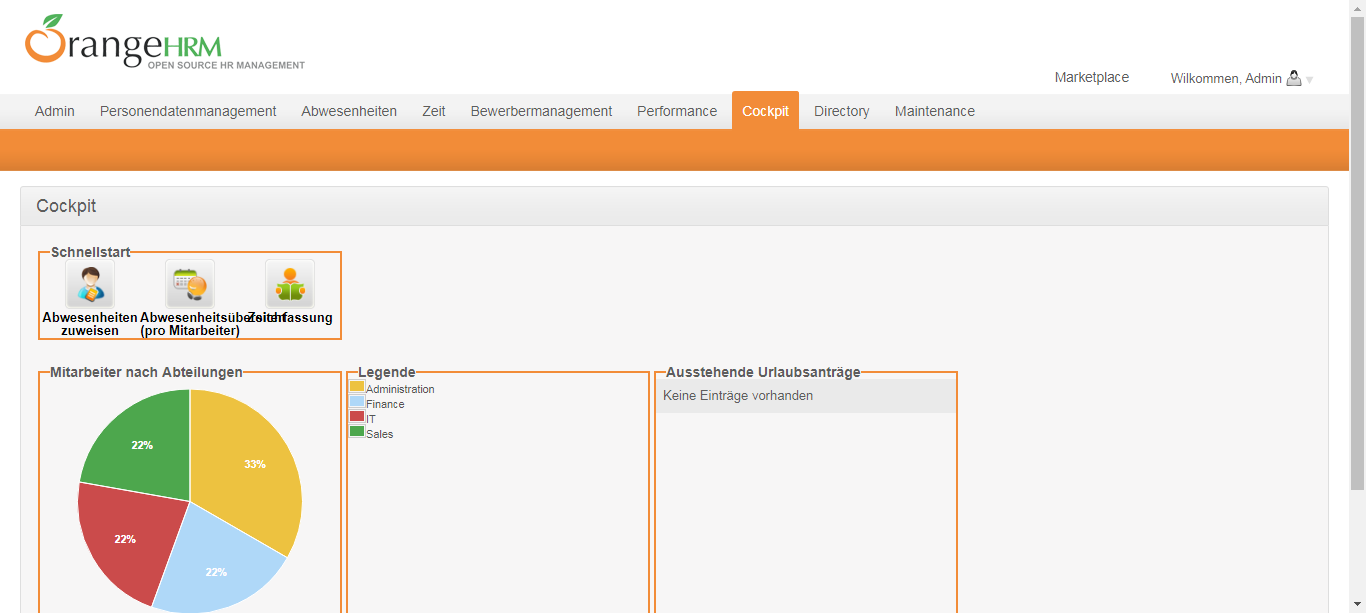 OrangeHRM
OPEN SOURCE HR MANAGEMENT
Marketplace
Wilkommen, Admin
Admin
Personendatenmanagement
Abwesenheiten
Zeit
Bewerbermanagement
Performance
Cockpit
Directory
Maintenance
Cockpit
Schnellstart
Abwesenheiten
zuweisen
Abwesenheitsübersicht
(pro Mitarbeiter)
Zeiterfassung
Mitarbeiter nach Abteilungen
22%
33%
22%
22%
Legende
Administration
Finance
IT
Sales
Ausstehende Urlaubsanträge
Keine Einträge vorhanden